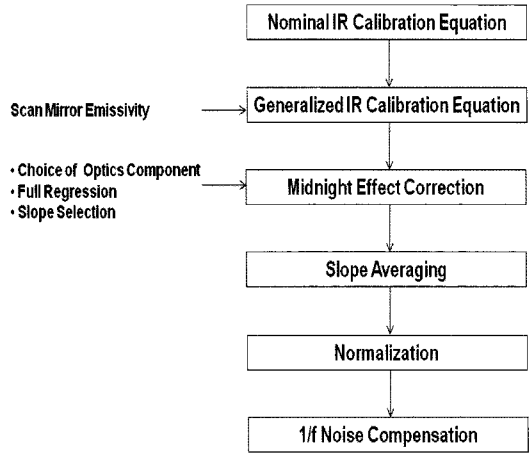 Nominal IR Calibration Equation
Scan Mirror Emissivity
Generalized IR Calibration Equation
• Choice of Optics Component
• Full Regression
• Slope Selection
Midnight Effect Correction
Slope Averaging
Normalization
1/f Noise Compensation